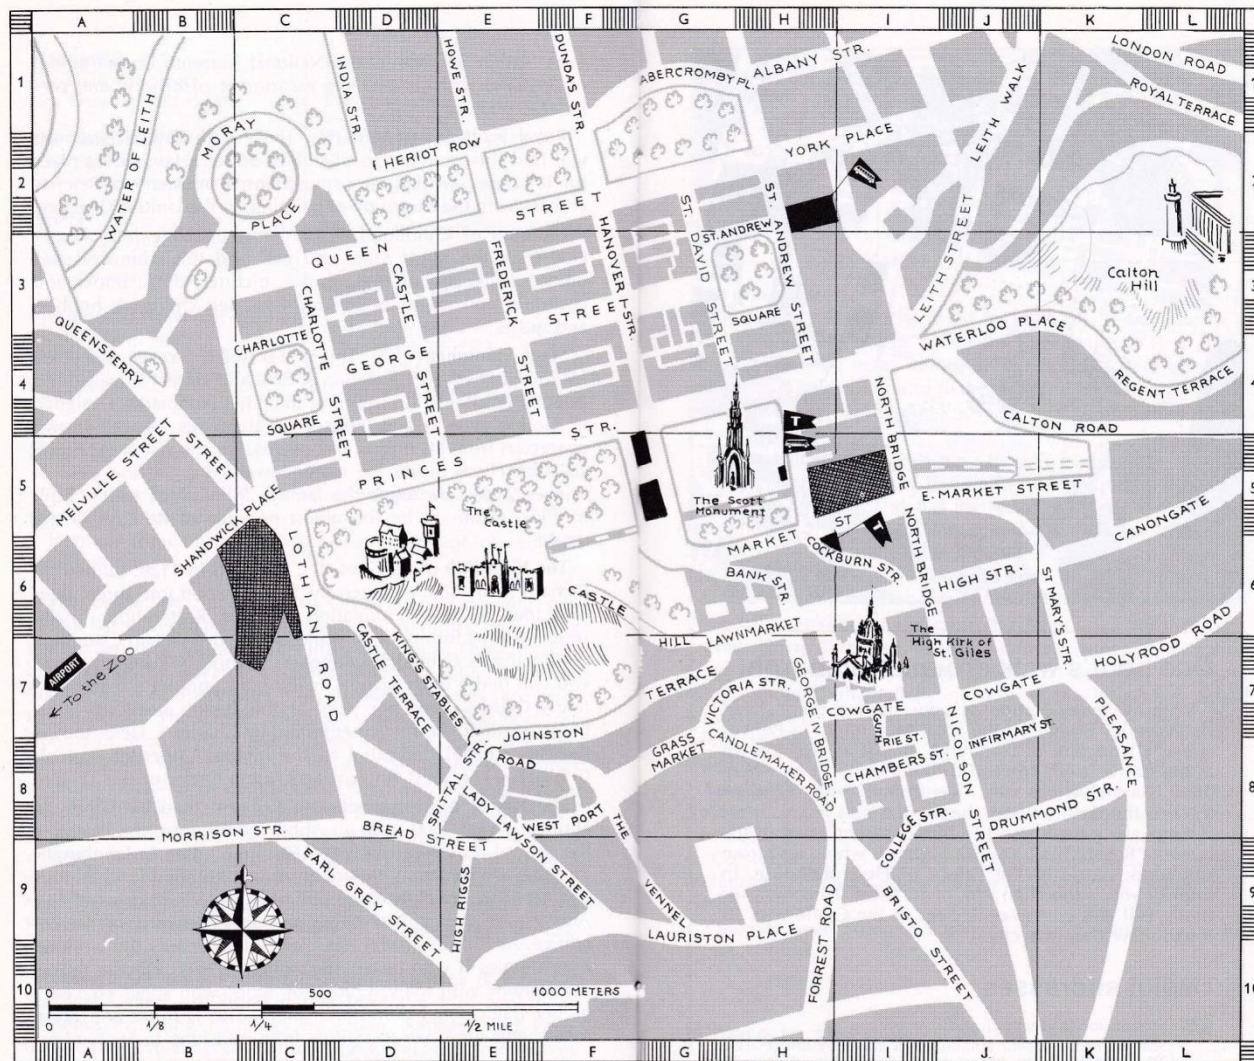 A B C D E F G H I J K L
1
2
3
4
5
6
7
8
9
10
INDIA STR.
HOWE STR.
DUNDAS STR.
ABERCROMBY PL.
ALBANY STR.
LONDON ROAD
ROYAL TERRACE
WATER OF LEITH
MORAY
PLACE
HERIOT ROW
YORK PLACE
LEITH WALK
QUEEN
STREET
HANOVER
STR.
ST. DAVID
STREET
ST. ANDREW
SQUARE
ST. ANDREW
STREET
LEITH STREET
LEITH STREET
Calton
Hill
QUEENSFERRY
STREET
CHARLOTTE
SQUARE
CHARLOTTE
STREET
CASTLE
STREET
FREDERICK
STREET
GEORGE
STREET
WATERLOO PLACE
REGENT TERRACE
CALTON ROAD
MELVILLE STREET
SHANDWICK PLACE
PRINCES
STR.
NORTH BRIDGE
T
The
Castle
The Scott
Monument
E. MARKET STREET
CANONGATE
LOTHIAN
ROAD
MARKET
ST
T
COCKBURN STR.
NORTH BRIDGE
BANK STR.
HIGH STR.
ST MARY'S STR.
CASTLE
HILL
LAWNMARKET
The
High Kirk of
St. Giles
HOLYROOD ROAD
AIRPORT
To the Zoo
CASTLE TERRACE
KING'S STABLES
ROAD
JOHNSTON
TERRACE
VICTORIA STR.
GEORGE IV BRIDGE
COWGATE
COWGATE
GUTH
RIE ST.
INFIRMARY ST.
NICOLSON STREET
PLEASANCE
GRASS
MARKET
CANDLEMAKER ROAD
CHAMBERS ST.
SPITTAL STR.
LADY LAWSON STREET
WEST PORT
THE
VENNEL
COLLEGE STR.
DRUMMOND STR.
MORRISON STR.
BREAD STREET
EARL GREY STREET
HIGH RIGGS
LAURISTON PLACE
FORREST ROAD
BRISTO STREET
0 500 1000 METERS
0 1/8 1/4 1/2 MILE
A B C D E F G H I J. K L